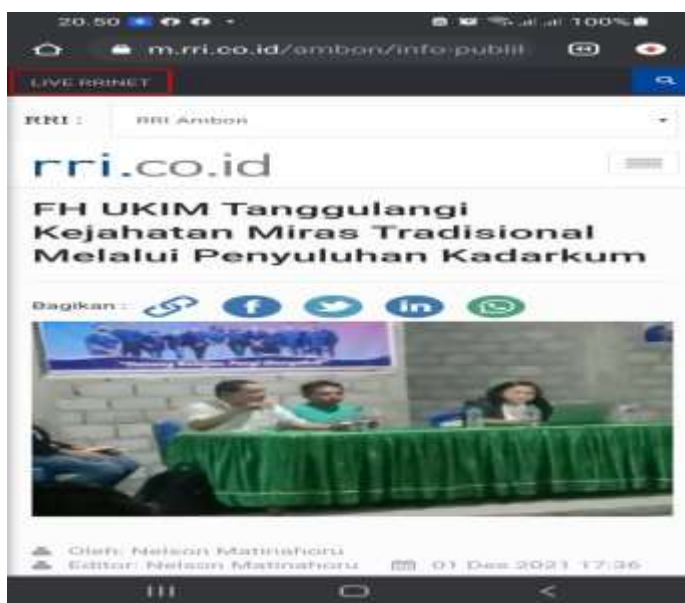 20.50
100%
m.rri.co.id/ambon/info-publil
LIVE RRINET
RRI :
RRI Ambon
rri.co.id
FH UKIM Tanggulangi
Kejahatan Miras Tradisional
Melalui Penyuluhan Kadarkum
Bagikan :
Oleh: Nelson Matinahoru
Editor: Nelson Matinahoru
01 Des 2021 17:36